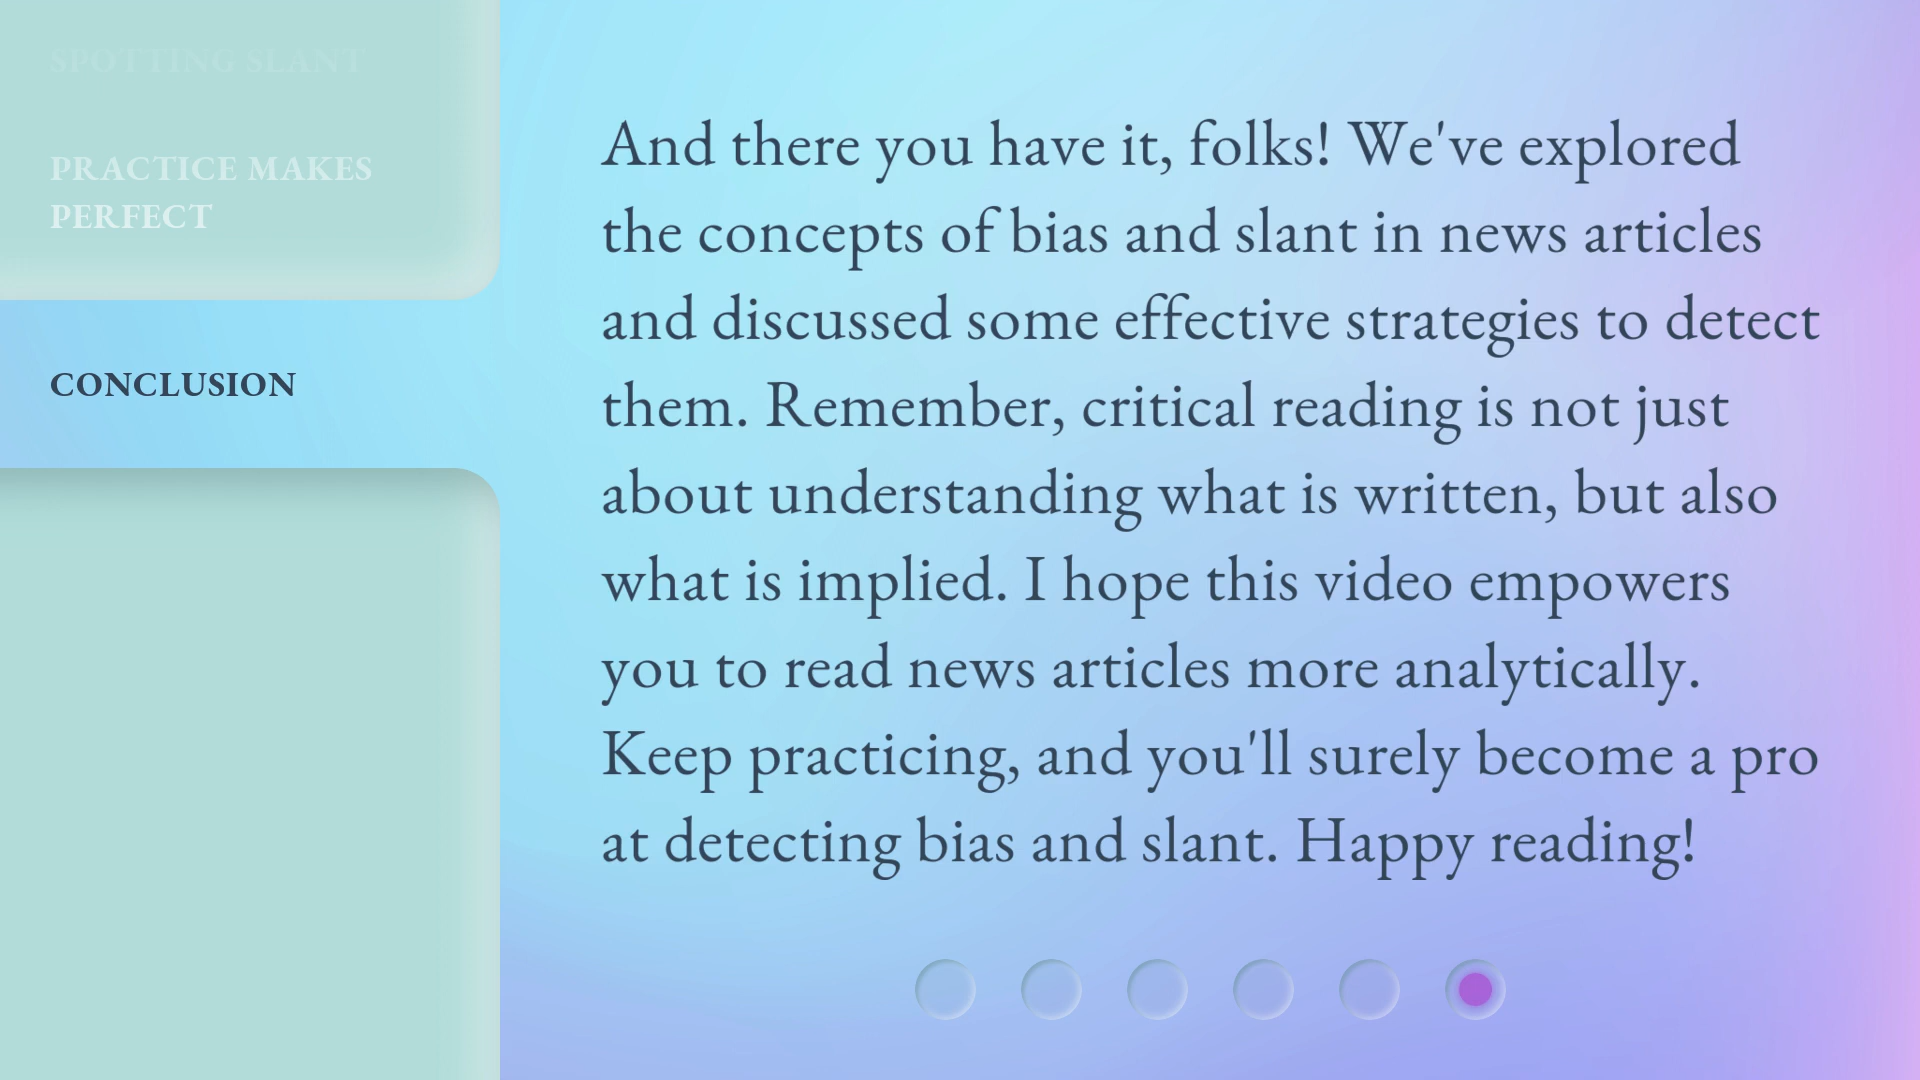 SPOTTING SLANT
PRACTICE MAKES
PERFECT
CONCLUSION
And there you have it, folks! We've explored
the concepts of bias and slant in news articles
and discussed some effective strategies to detect
them. Remember, critical reading is not just
about understanding what is written, but also
what is implied. I hope this video empowers
you to read news articles more analytically.
Keep practicing, and you'll surely become a pro
at detecting bias and slant. Happy reading!